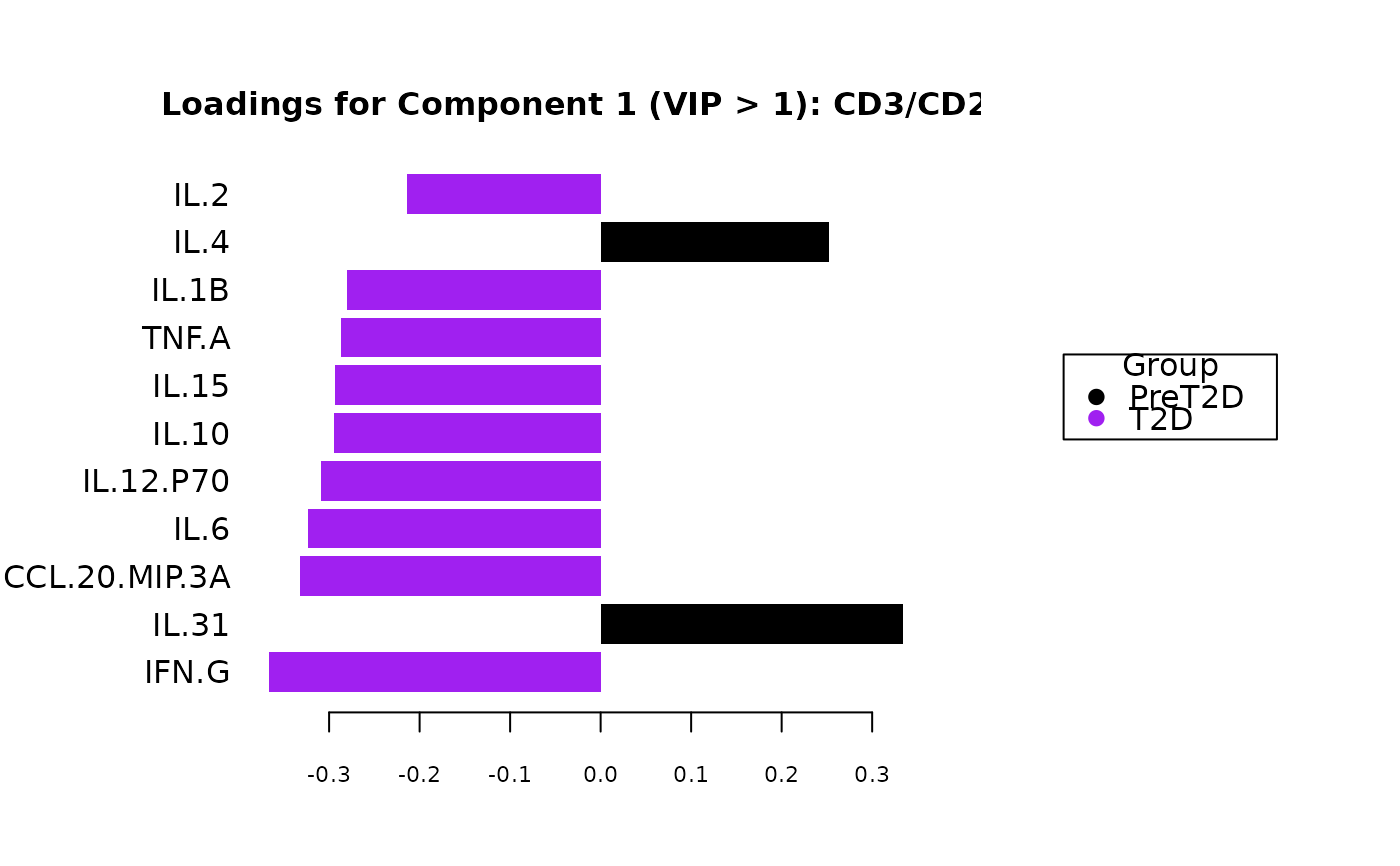 Loadings for Component 1 (VIP > 1): CD3/CD2
IL.2
IL.4
IL.1B
TNF.A
IL.15
IL.10
IL.12.P70
IL.6
CCL.20.MIP.3A
IL.31
IFN.G
-0.3 -0.2 -0.1 0.0 0.1 0.2 0.3
Group
PreT2D
T2D